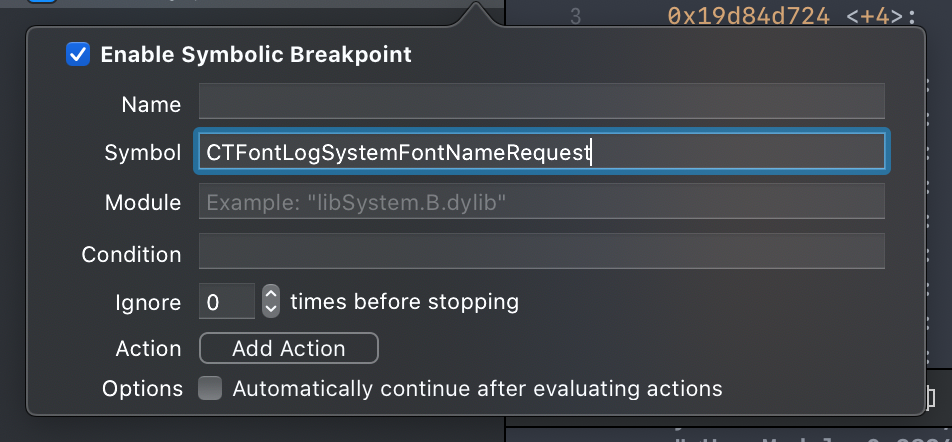 3 0x19d84d724 <+4>:
Enable Symbolic Breakpoint
Name
Symbol CTFontLogSystemFontNameRequest
Module Example: "libSystem.B.dylib"
Condition
Ignore 0 times before stopping
Action Add Action
Options Automatically continue after evaluating actions